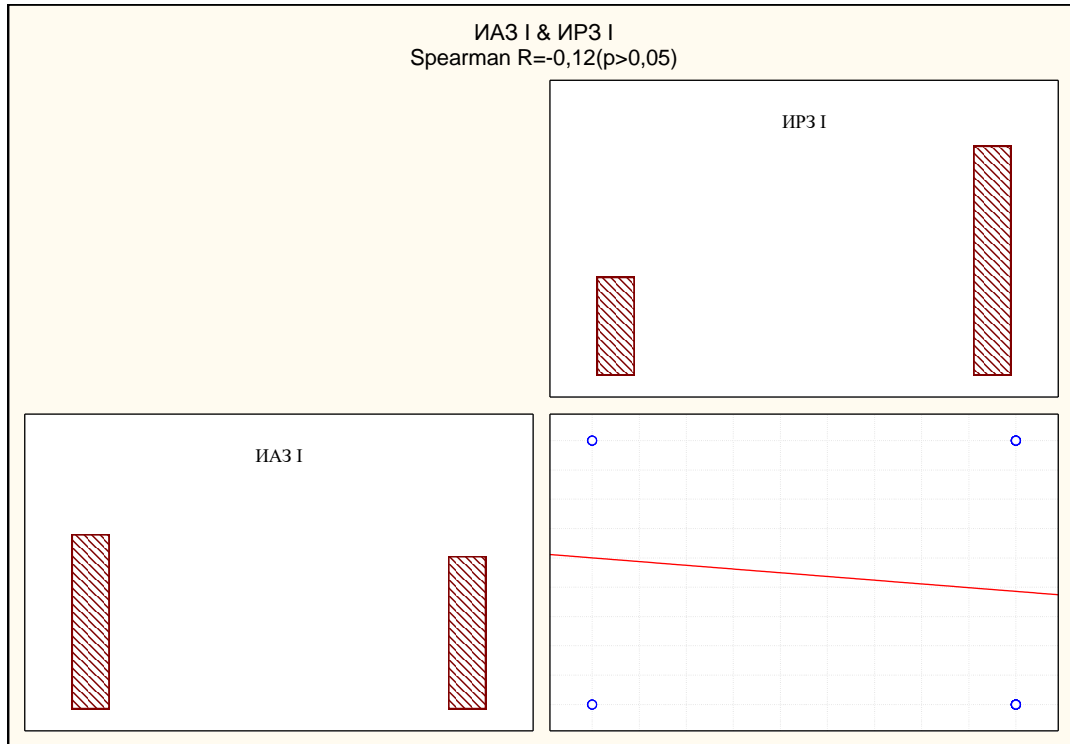 ИАЗ I & ИРЗ I
Spearman R=-0,12(p>0,05)
ИРЗ I
ИАЗ I